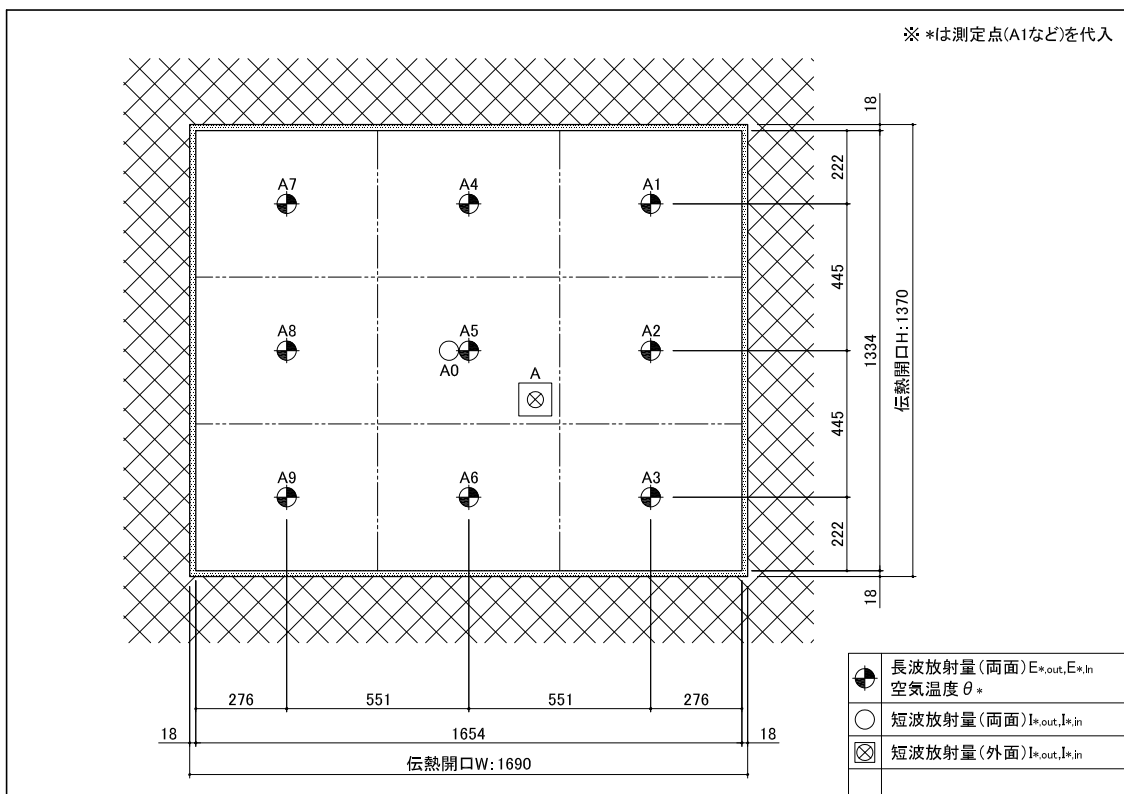 ※ *は測定点(A1など)を代入
18
A7
A4
A1
222
445
A8
A5
A2
A0
A
1334
伝熱開口H:1370
445
A9
A6
A3
222
18
276
551
551
276
18
1654
18
伝熱開口W:1690
長波放射量(両面)E*,out,E*,In
空気温度θ*
短波放射量(両面)I*,out,I*,in
短波放射量(外面)I*,out,I*,in